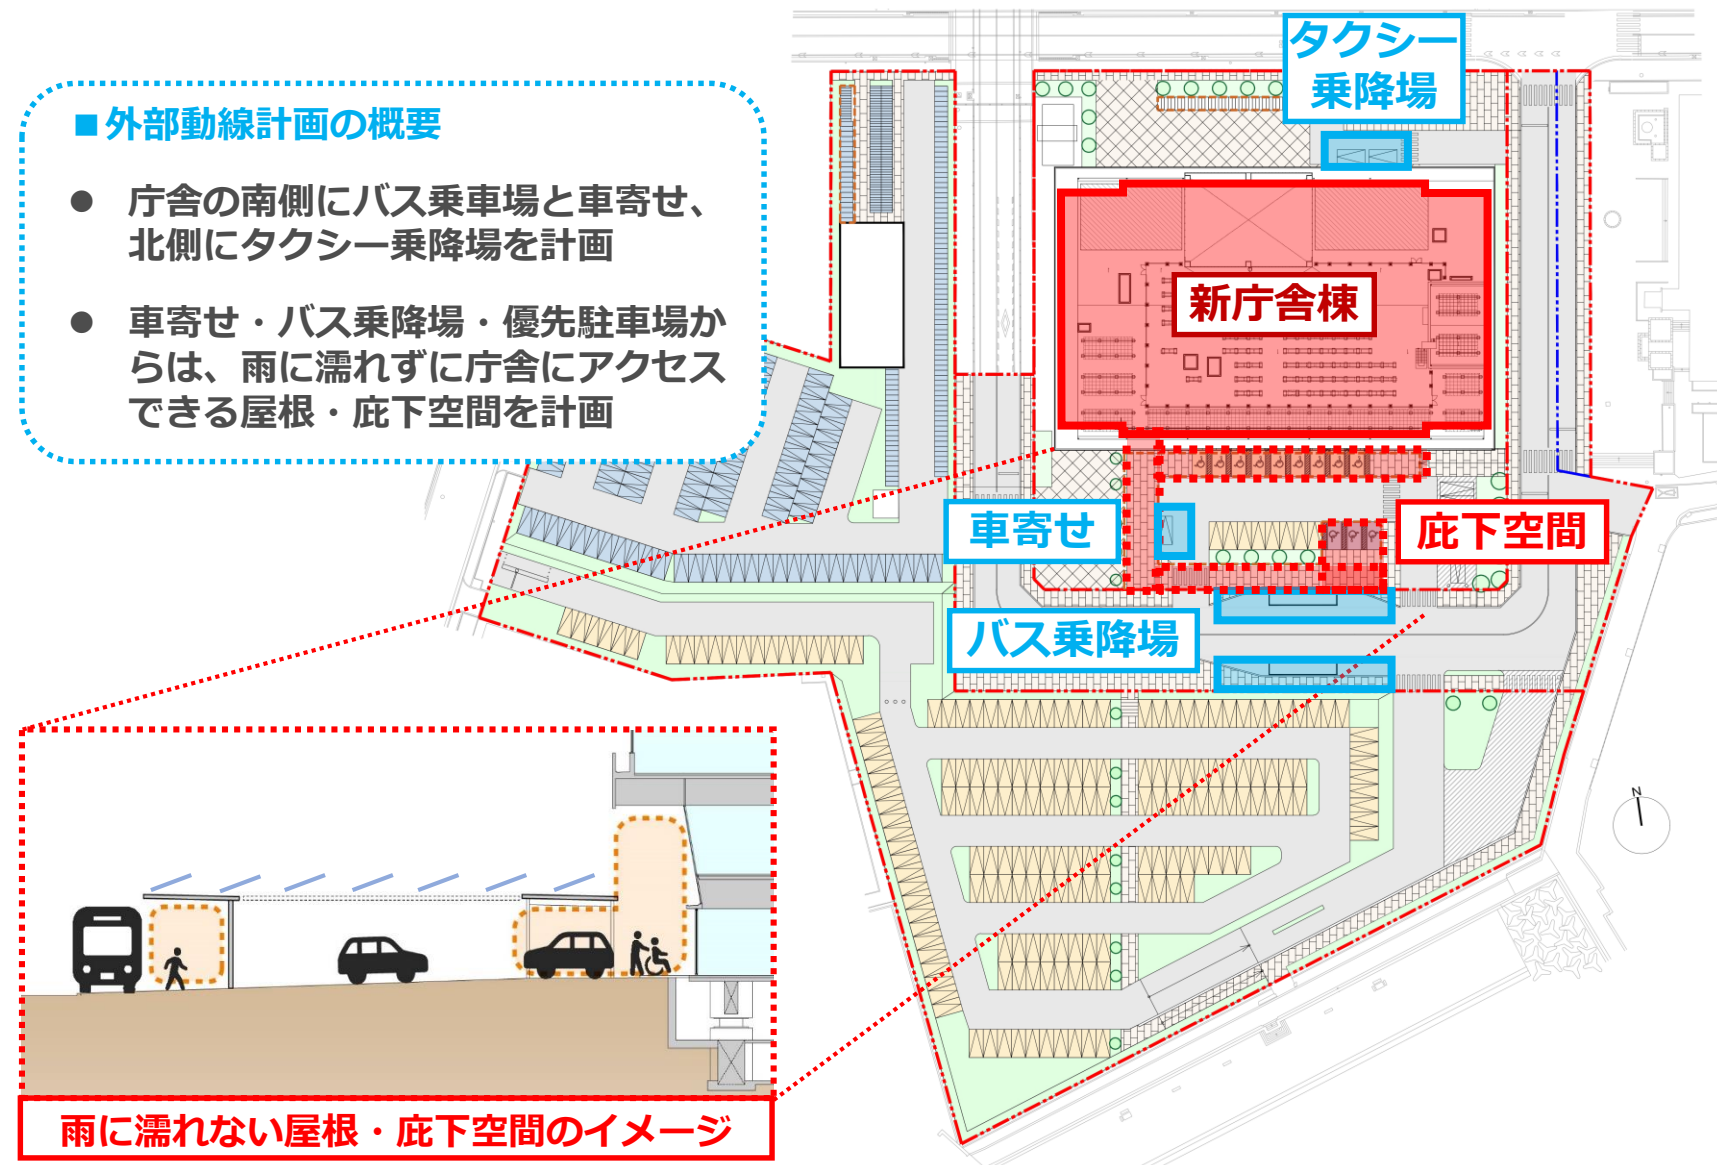 ■外部動線計画の概要
● 庁舎の南側にバス乗車場と車寄せ、
北側にタクシー乗降場を計画
● 車寄せ・バス乗降場・優先駐車場か
らは、雨に濡れずに庁舎にアクセス
できる屋根・庇下空間を計画
タクシー
乗降場
新庁舎棟
車寄せ
庇下空間
バス乗降場
N
雨に濡れない屋根・庇下空間のイメージ